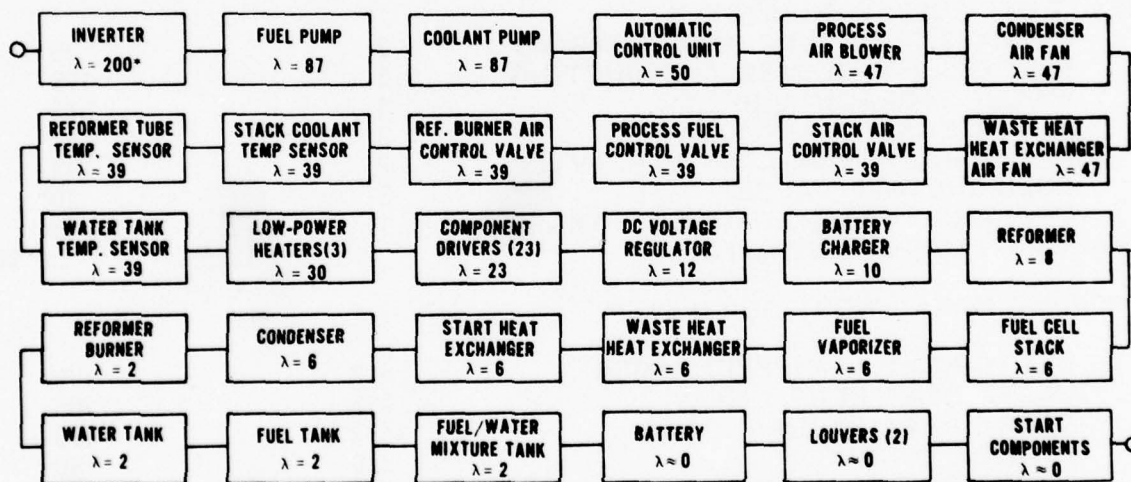 INVERTER
λ = 200*
FUEL PUMP
λ = 87
COOLANT PUMP
λ = 87
AUTOMATIC
CONTROL UNIT
λ = 50
PROCESS
AIR BLOWER
λ = 47
CONDENSER
AIR FAN
λ = 47
REFORMER TUBE
TEMP. SENSOR
λ = 39
STACK COOLANT
TEMP SENSOR
λ = 39
REF. BURNER AIR
CONTROL VALVE
λ = 39
PROCESS FUEL
CONTROL VALVE
λ = 39
STACK AIR
CONTROL VALVE
λ = 39
WASTE HEAT
HEAT EXCHANGER
AIR FAN λ = 47
WATER TANK
TEMP. SENSOR
λ = 39
LOW-POWER
HEATERS(3)
λ = 30
COMPONENT
DRIVERS (23)
λ = 23
DC VOLTAGE
REGULATOR
λ = 12
BATTERY
CHARGER
λ = 10
REFORMER
λ = 8
REFORMER
BURNER
λ = 2
CONDENSER
λ = 6
START HEAT
EXCHANGER
λ = 6
WASTE HEAT
HEAT EXCHANGER
λ = 6
FUEL
VAPORIZER
λ = 6
FUEL CELL
STACK
λ = 6
WATER TANK
λ = 2
FUEL TANK
λ = 2
FUEL/WATER
MIXTURE TANK
λ = 2
BATTERY
λ ≈ 0
LOUVERS (2)
λ ≈ 0
START
COMPONENTS
λ ≈ 0